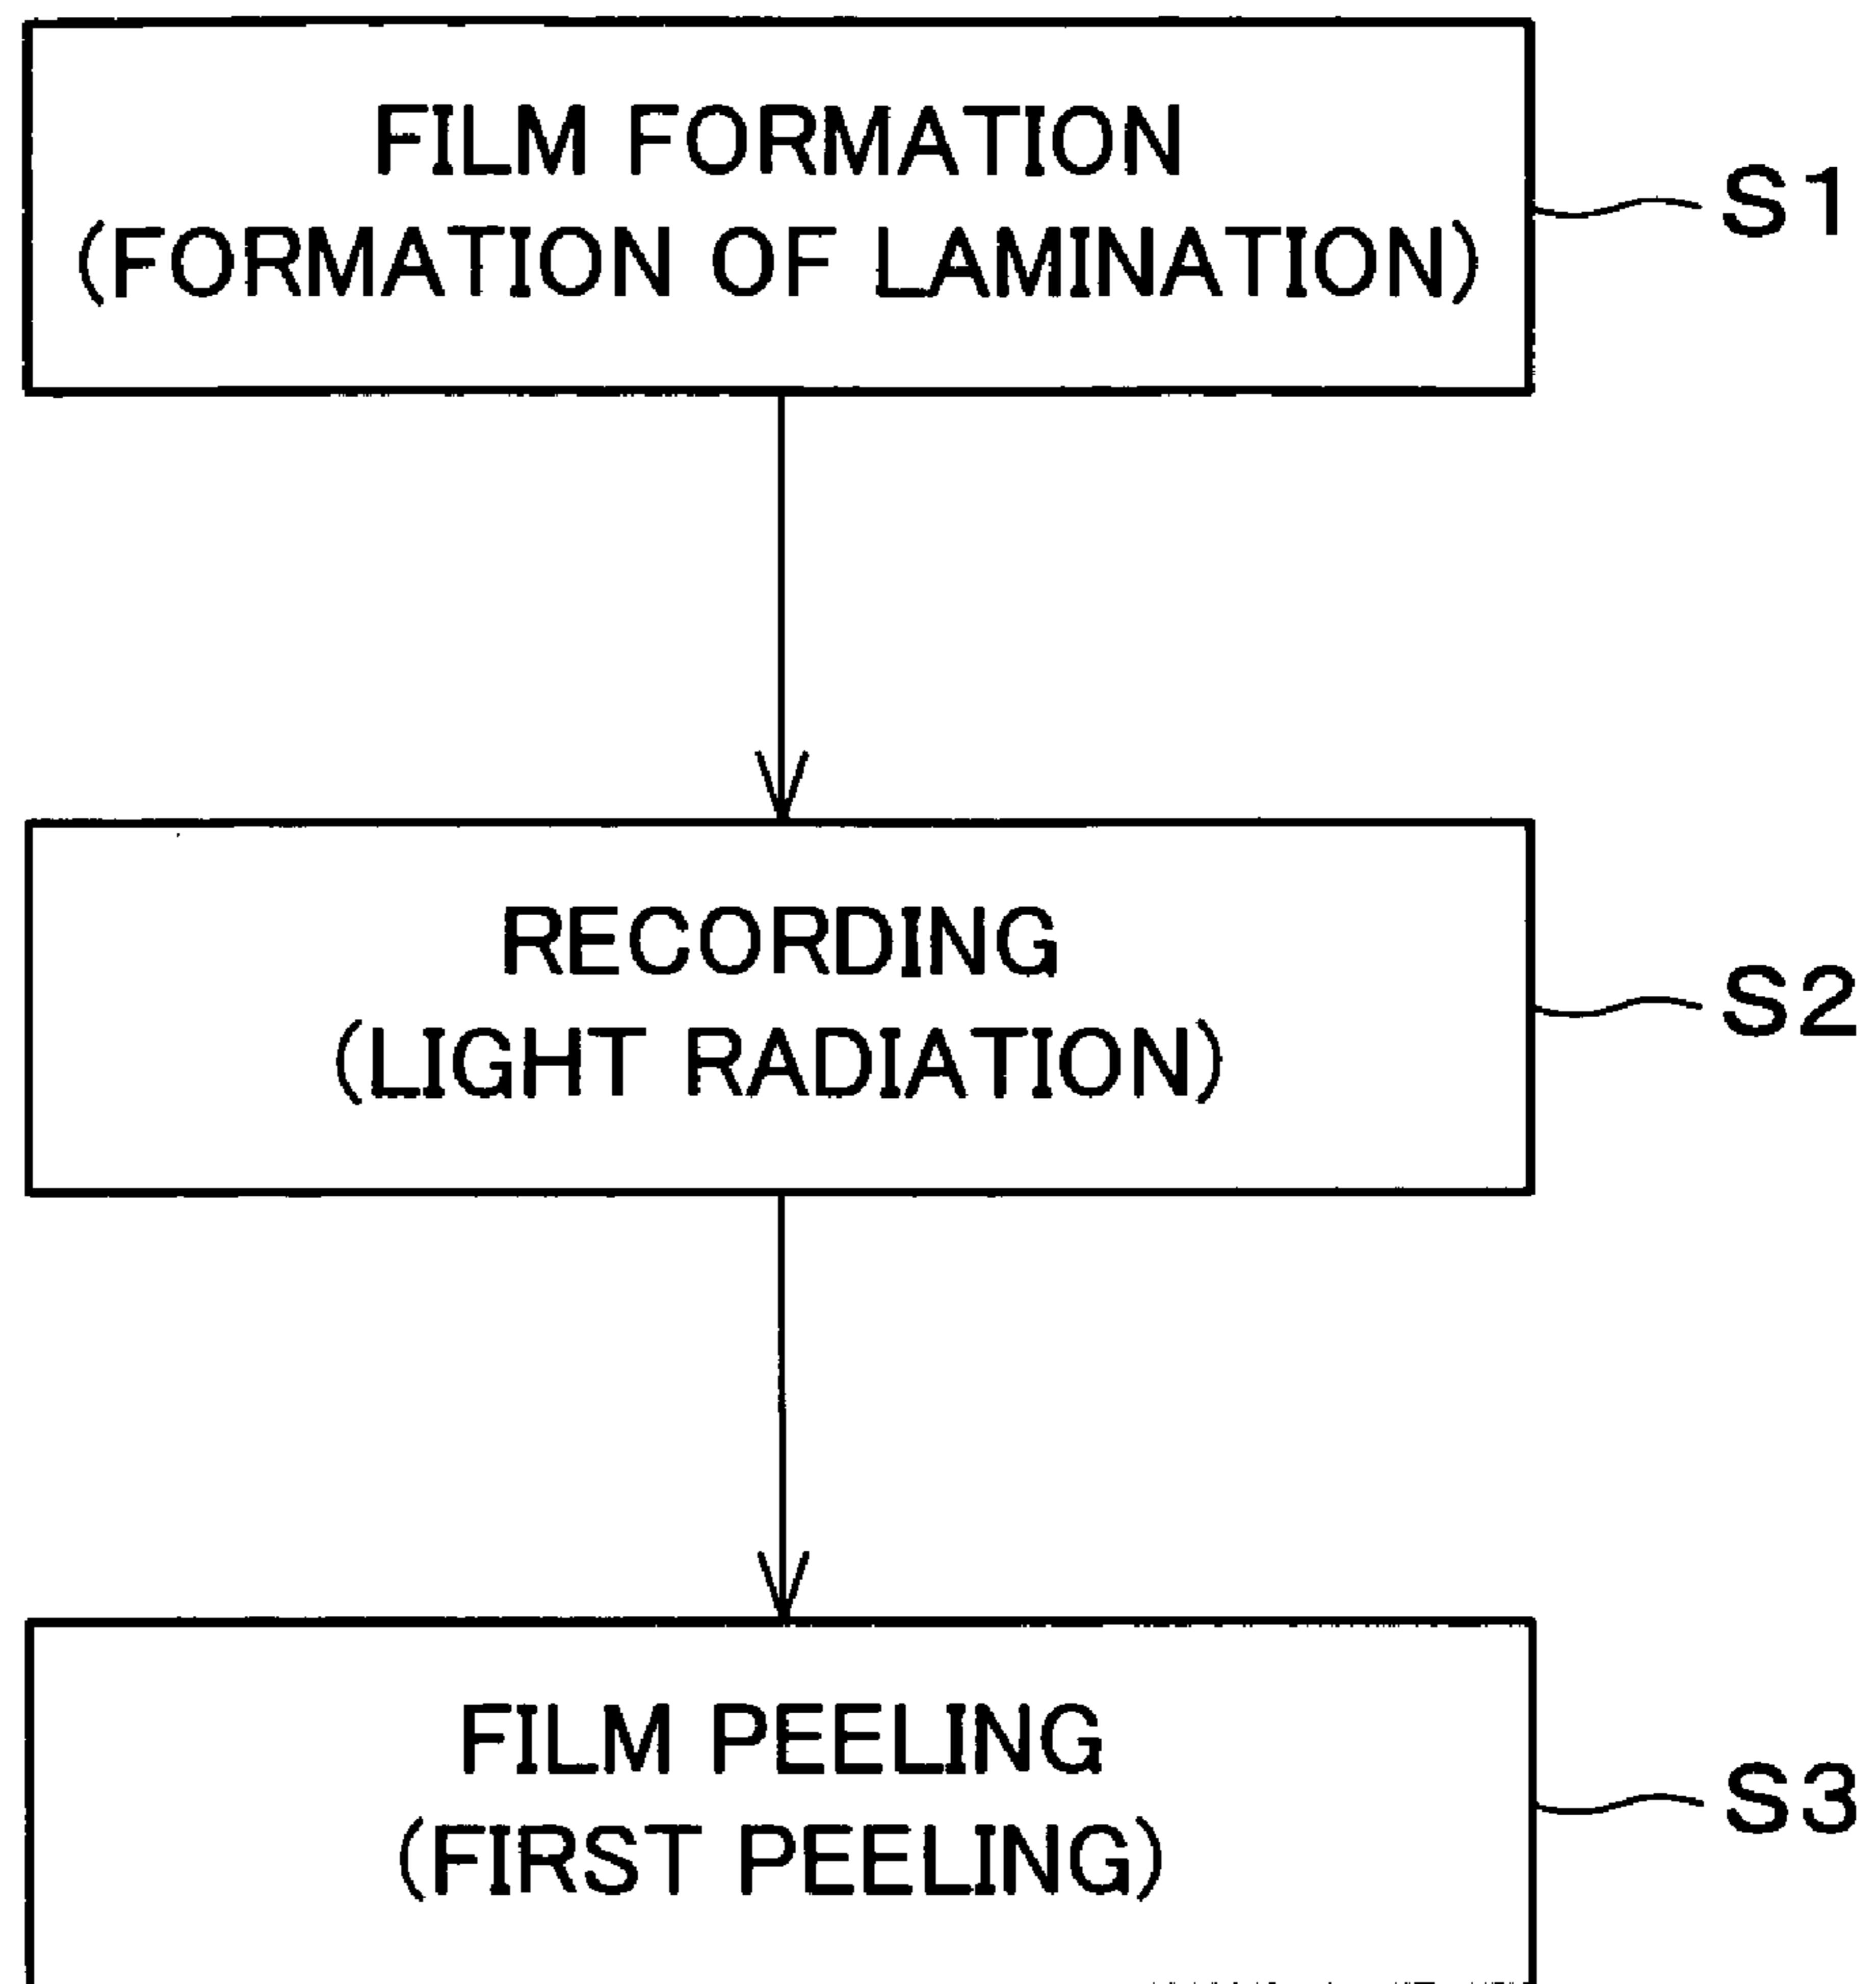 FILM FORMATION
(FORMATION OF LAMINATION)
S1
RECORDING
(LIGHT RADIATION)
S2
FILM PEELING
(FIRST PEELING)
S3